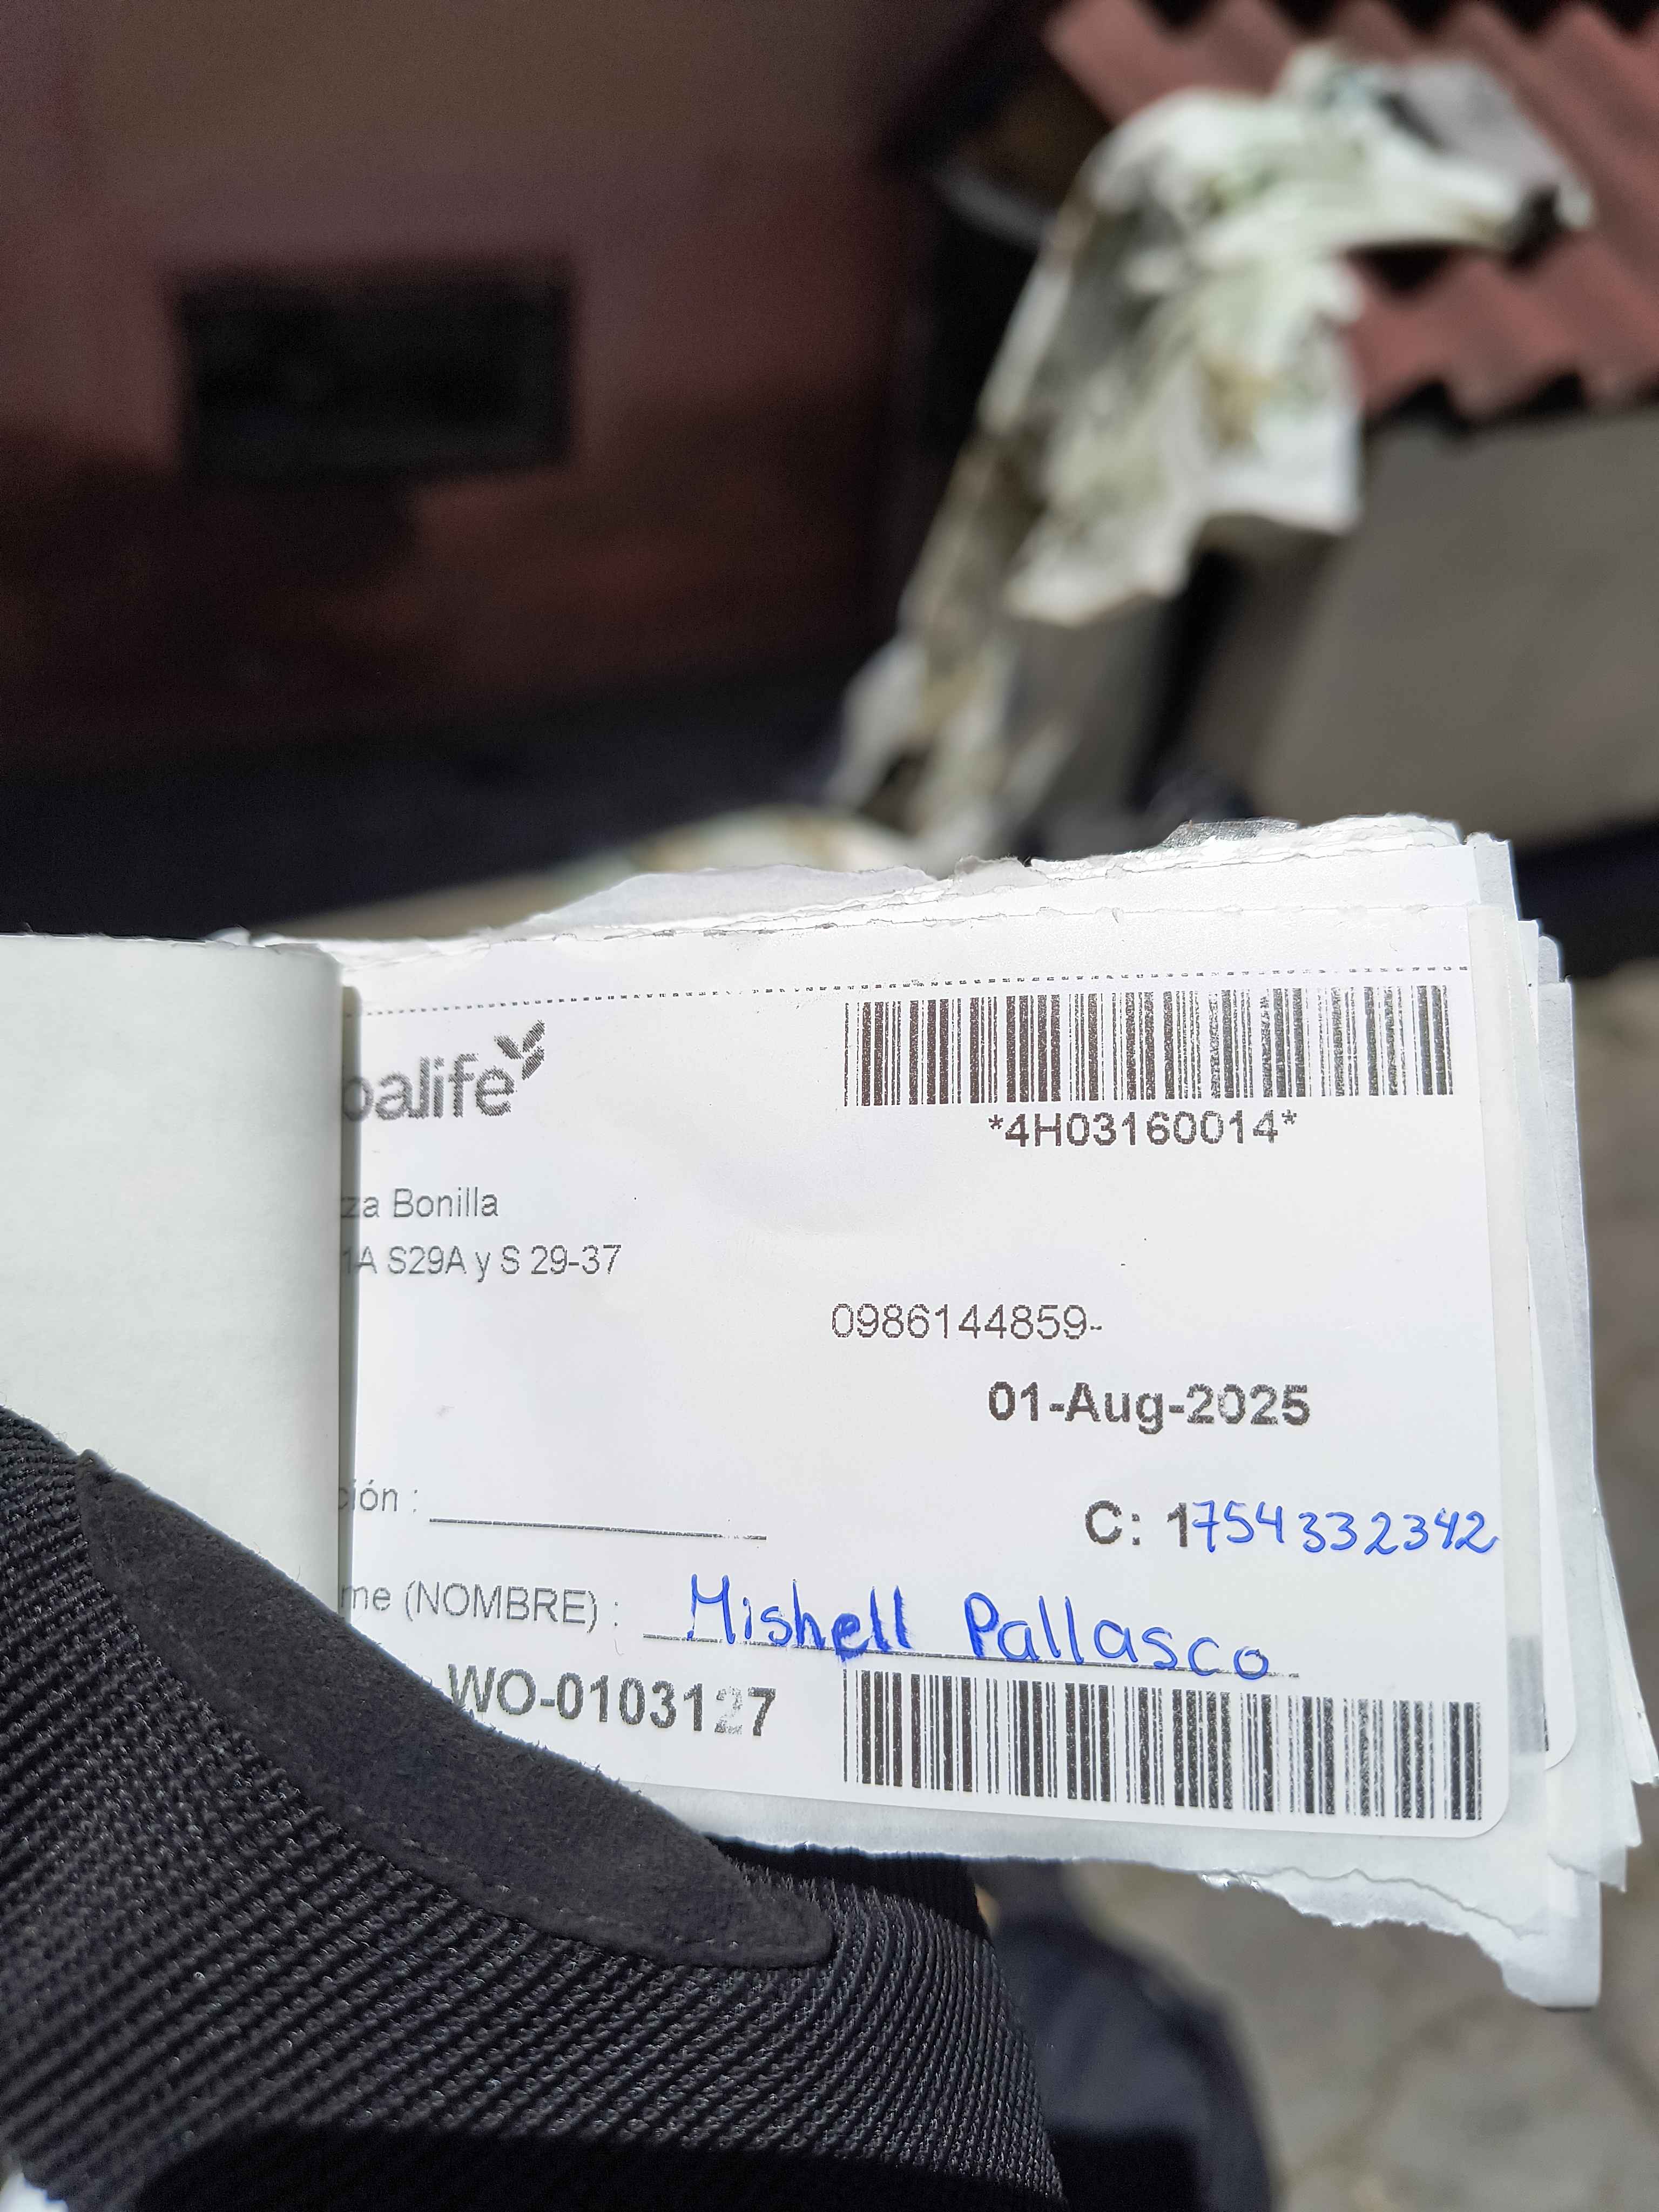 balife
*4H03160014*
za Bonilla
1A S29A y S 29-37
0986144859-
01-Aug-2025
ción :
C: 1754332342
me (NOMBRE) : Mishell Pallasco
-WO-0103127